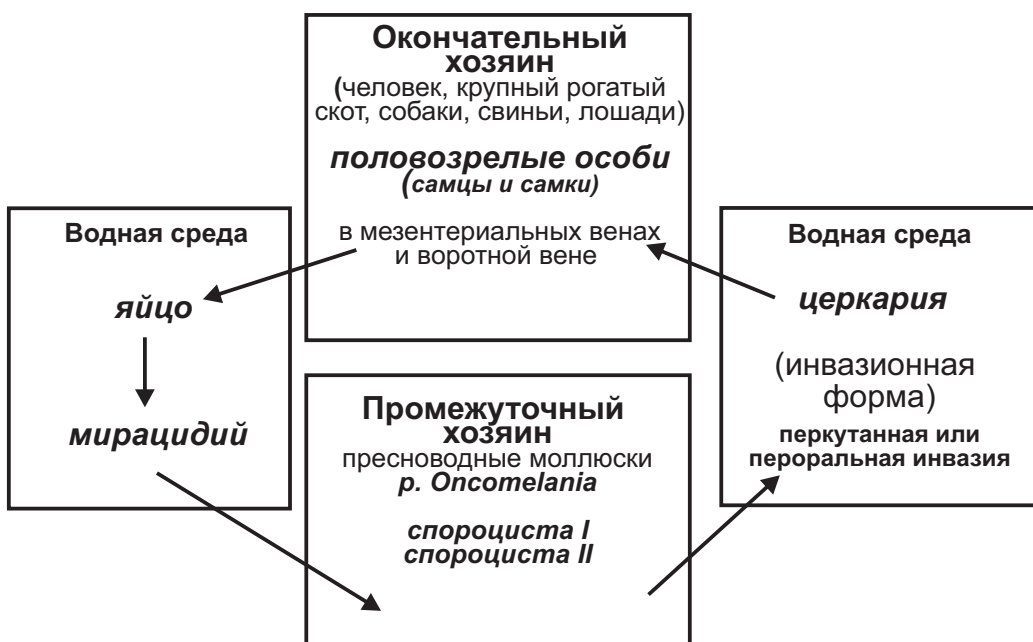 Окончательный
хозяин
(человек, крупный рогатый
скот, собаки, свиньи, лошади)
половозрелые особи
(самцы и самки)
в мезентериальных венах
и воротной вене
Водная среда
яйцо
мирацидий
Промежуточный
хозяин
пресноводные моллюски
р. Oncomelania
спороциста I
спороциста II
Водная среда
церкария
(инвазионная
форма)
перкутанная или
пероральная инвазия